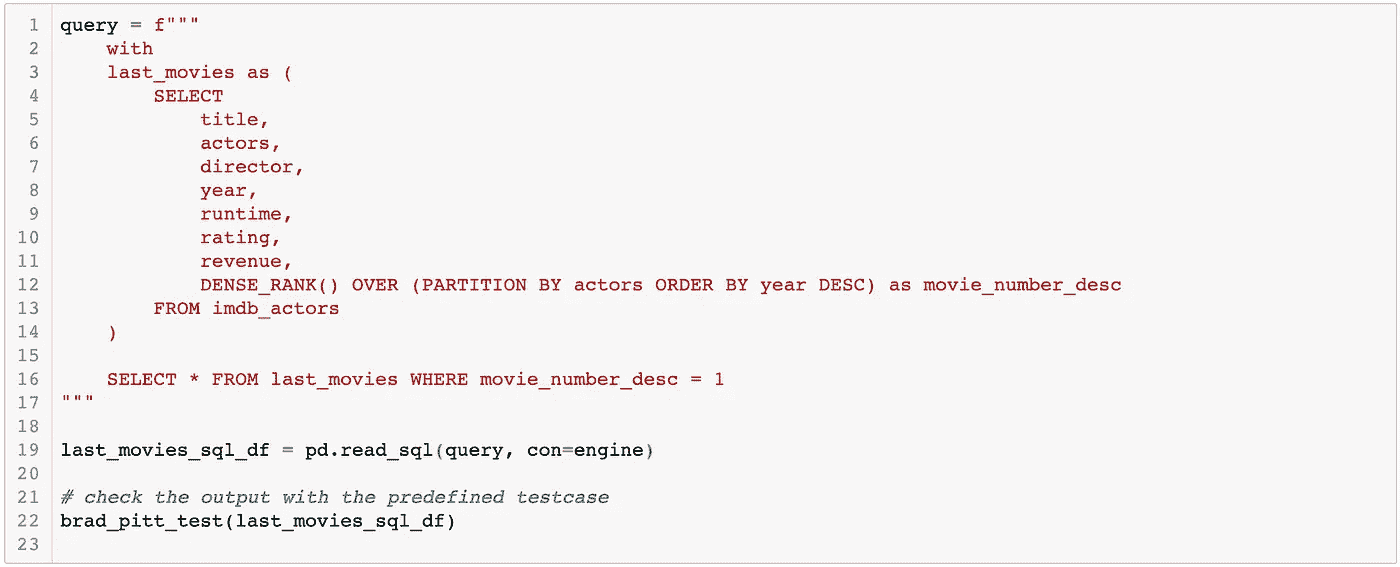 1 query = f"""
2     with
3     last_movies as (
4         SELECT
5             title,
6             actors,
7             director,
8             year,
9             runtime,
10             rating,
11             revenue,
12             DENSE_RANK() OVER (PARTITION BY actors ORDER BY year DESC) as movie_number_desc
13         FROM imdb_actors
14     )
15
16     SELECT * FROM last_movies WHERE movie_number_desc = 1
17 """
18
19 last_movies_sql_df = pd.read_sql(query, con=engine)
20
21 # check the output with the predefined testcase
22 brad_pitt_test(last_movies_sql_df)
23